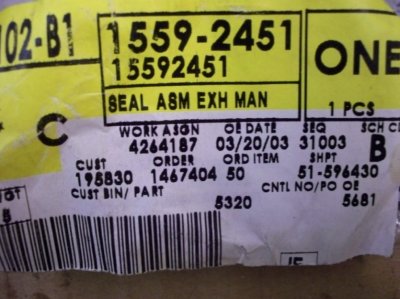 102-B1 1559-2451 ONE
15592451
SEAL ASM EXH MAN 1 PCS
C WORK ASGN OE DATE SEQ SCH C
4264187 03/20/03 31003 B
CUST ORDER ORD ITEM SHPT
195830 1467404 50 51-596430
CUST BIN/ PART CNTL NO/PO OE
5320 5681